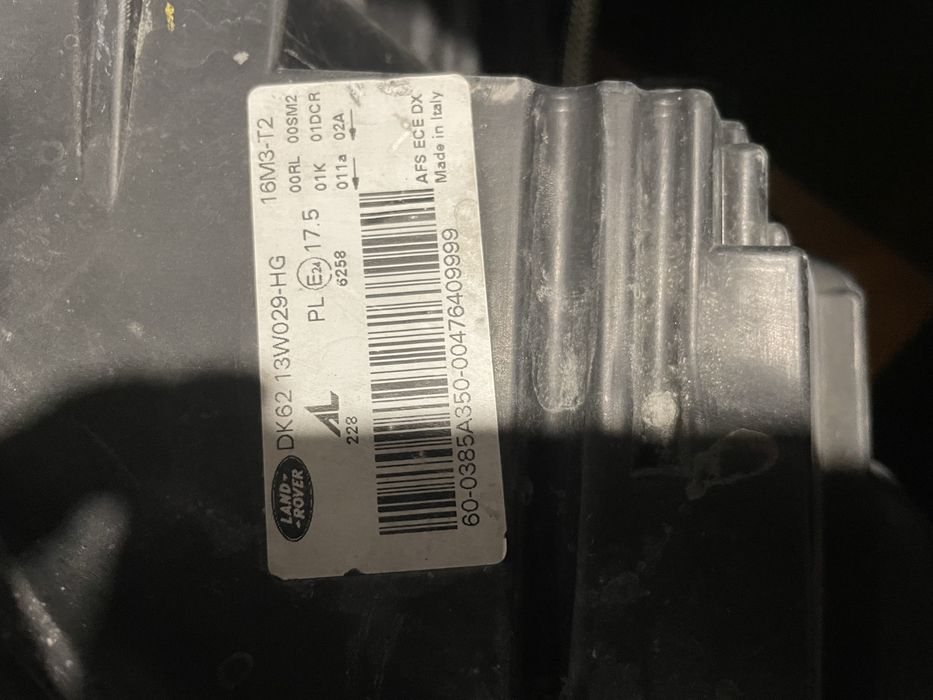 LAND-
-ROVER
DK62 13W029-HG 16M3-T2
AL
228
PL E24 17.5
6258
00RL 00SM2
01K 01DCR
011a 02A
AFS ECE DX
Made in Italy
60-0385A350-00476409999